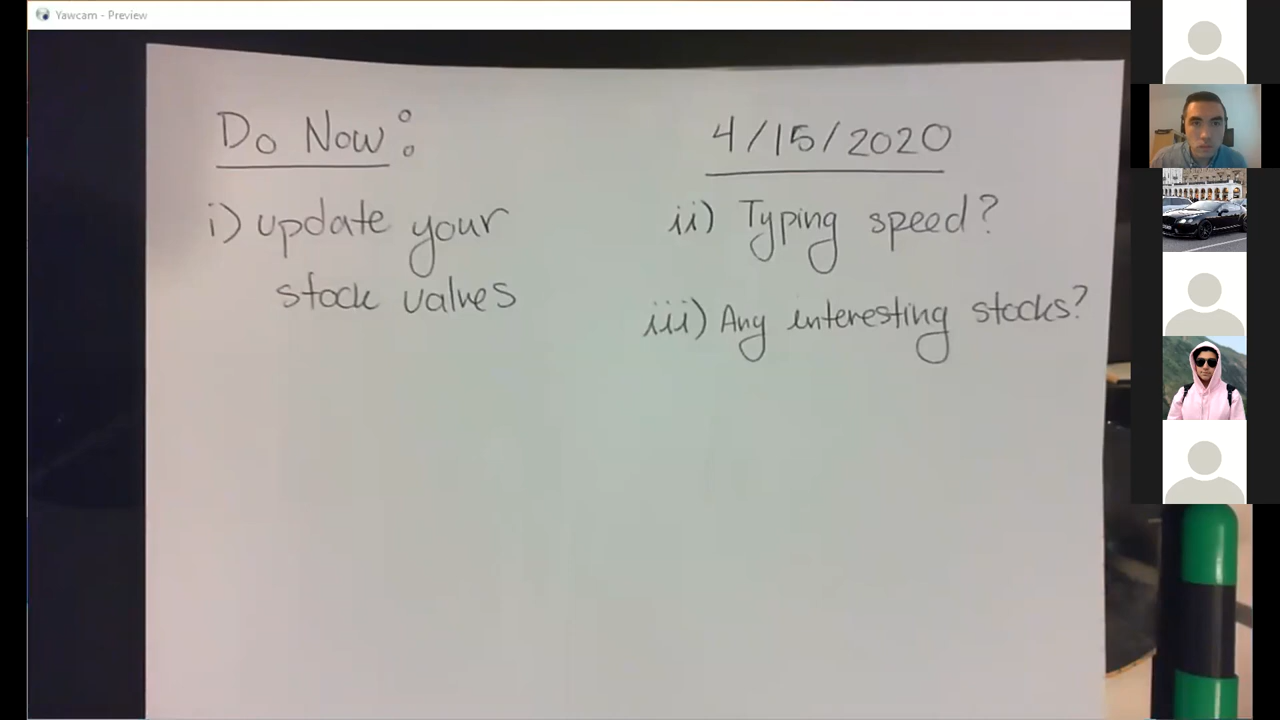 Yawcam - Preview
Do Now:
i) update your
stock values
4/15/2020
ii) Typing speed?
iii) Any interesting stocks?